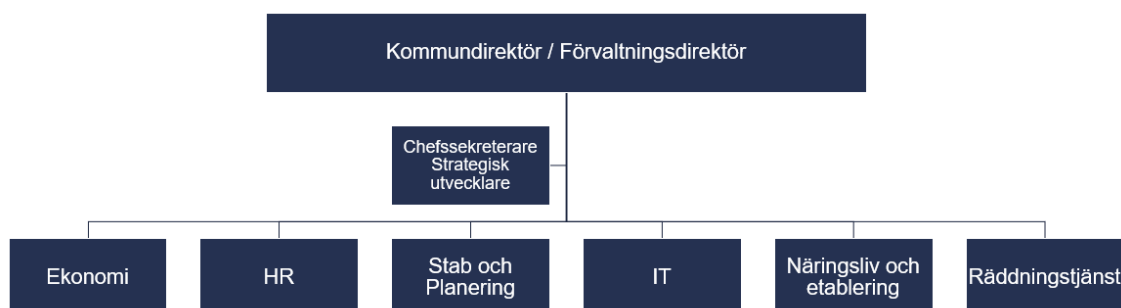 Kommundirektör / Förvaltningsdirektör
Chefssekreterare
Strategisk
utvecklare
Ekonomi
HR
Stab och
Planering
IT
Näringsliv och
etablering
Räddningstjänst